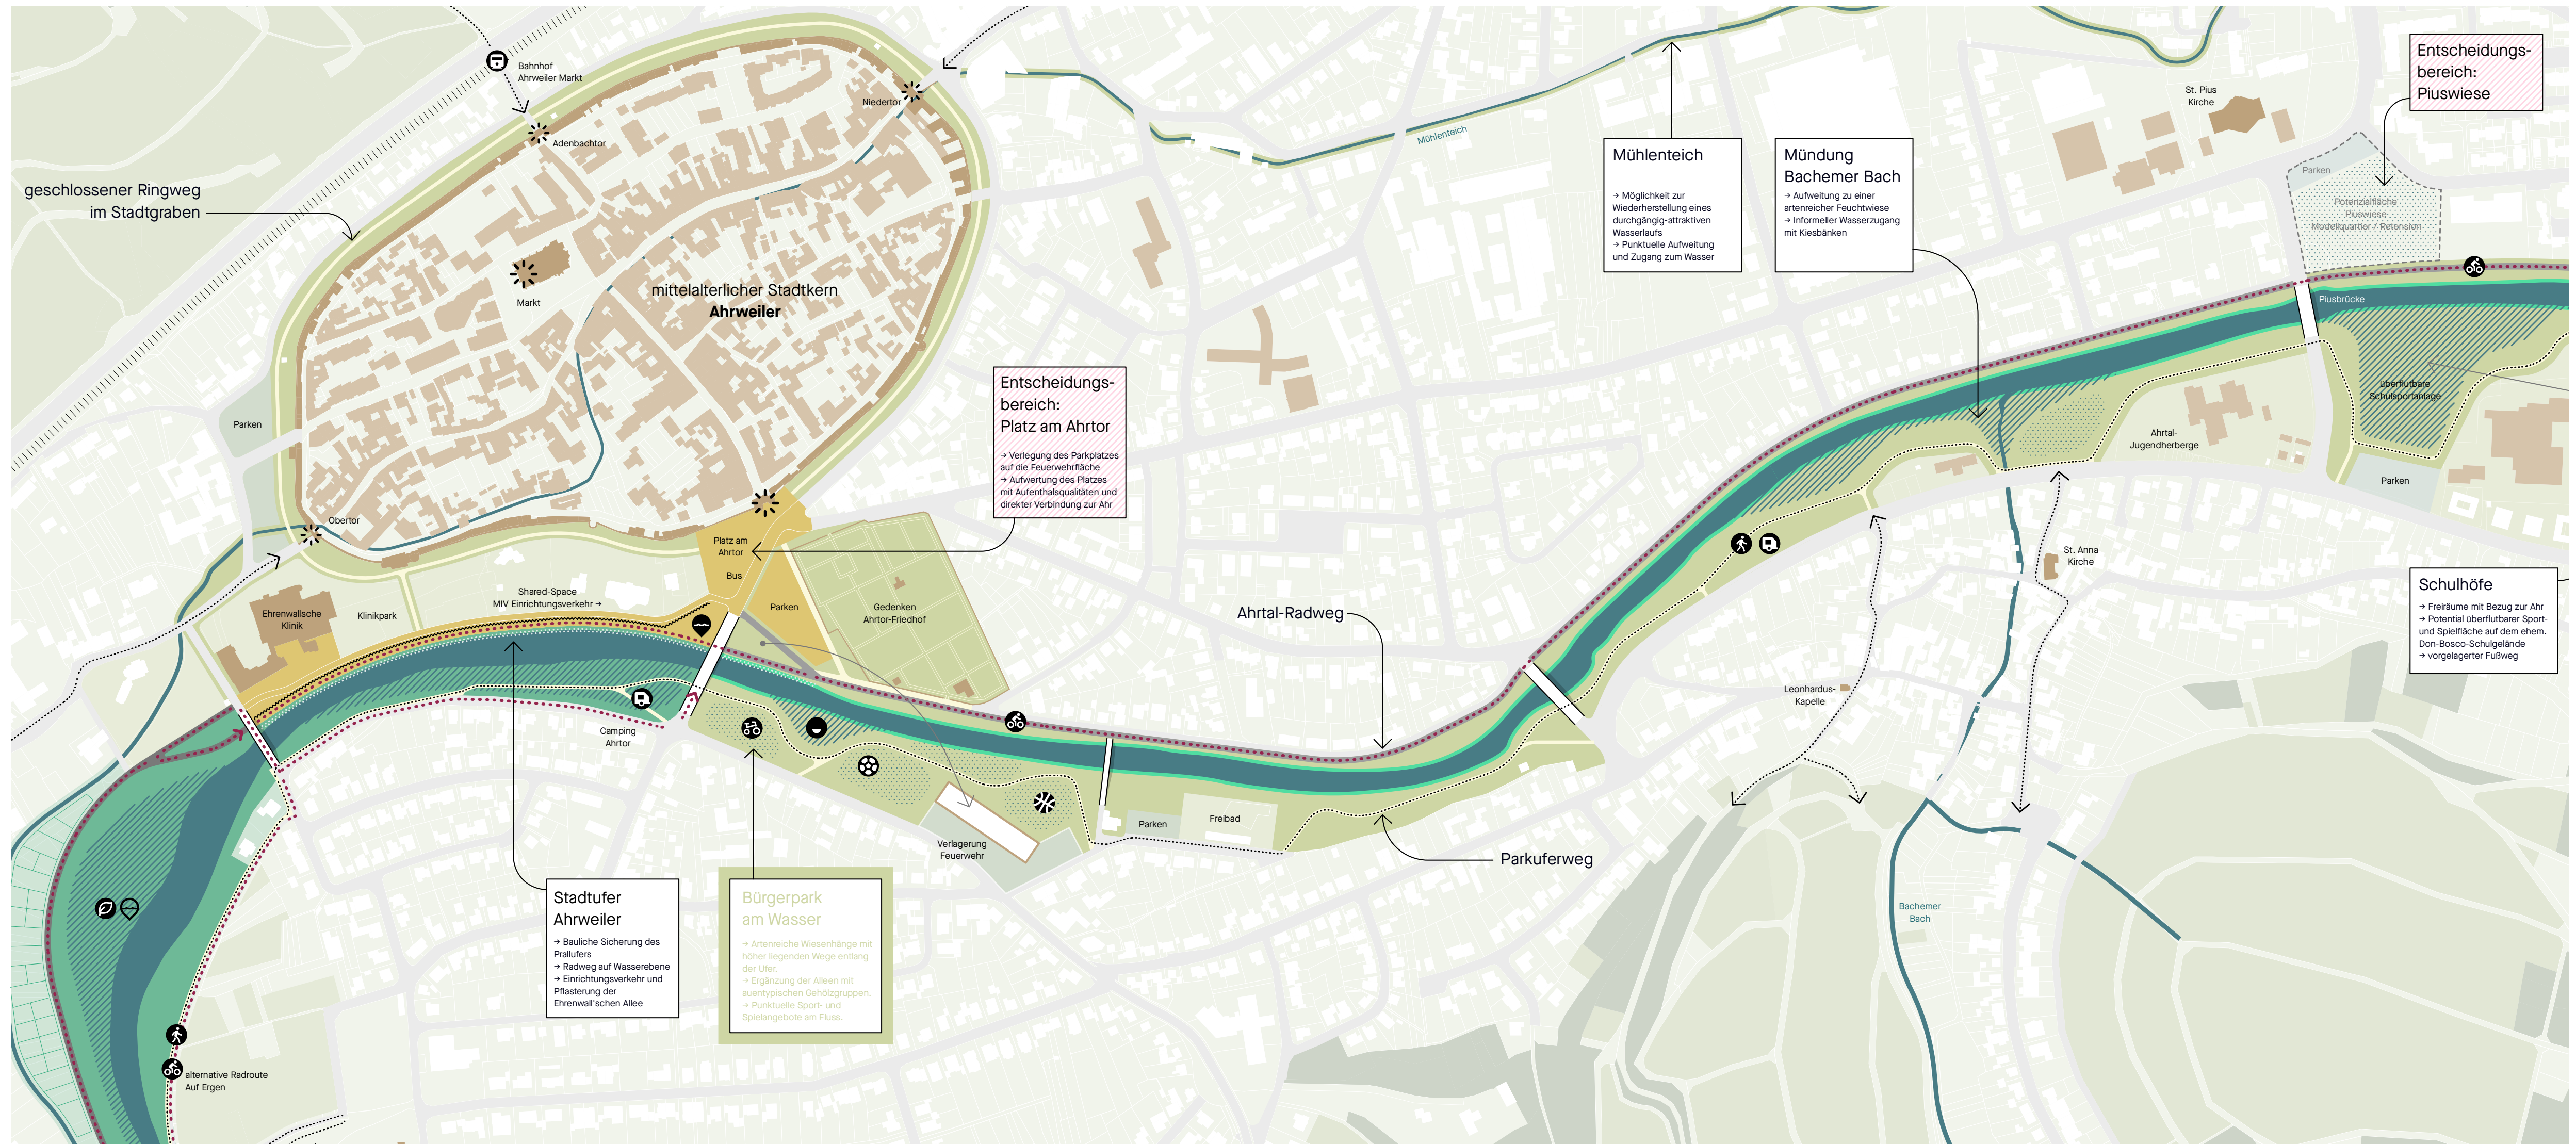 Bahnhof
Ahrweiler Markt
Niedertor
Adenbachtor
geschlossener Ringweg
im Stadtgraben
Markt
mittelalterlicher Stadtkern
Ahrweiler
Parken
Obertor
Ehrenwallsche
Klinik
Klinikpark
Shared-Space
MIV Einrichtungsverkehr →
Platz am
Ahrtor
Bus
Parken
Gedenken
Ahrtor-Friedhof
Entscheidungs-
bereich:
Platz am Ahrtor
→ Verlegung des Parkplatzes
auf die Feuerwehrfläche
→ Aufwertung des Platzes
mit Aufenthalsqualitäten und
direkter Verbindung zur Ahr
Mühlenteich
Mühlenteich
→ Möglichkeit zur
Wiederherstellung eines
durchgängig-attraktiven
Wasserlaufs
→ Punktuelle Aufweitung
und Zugang zum Wasser
Mündung
Bachemer Bach
→ Aufweitung zu einer
artenreicher Feuchtwiese
→ Informeller Wasserzugang
mit Kiesbänken
St. Pius
Kirche
Entscheidungs-
bereich:
Piuswiese
Parken
Potenzialfläche
Piuswiese
Modellquartier / Retension
Piusbrücke
überflutbare
Schulsportanlage
Ahrtal-
Jugendherberge
Parken
St. Anna
Kirche
Schulhöfe
→ Freiräume mit Bezug zur Ahr
→ Potential überflutbarer Sport-
und Spielfläche auf dem ehem.
Don-Bosco-Schulgelände
→ vorgelagerter Fußweg
Ahrtal-Radweg
Leonhardus-
Kapelle
Camping
Ahrtor
Verlagerung
Feuerwehr
Parken
Freibad
Parkuferweg
Bachemer
Bach
Stadtufer
Ahrweiler
→ Bauliche Sicherung des
Prallufers
→ Radweg auf Wasserebene
→ Einrichtungsverkehr und
Pflasterung der
Ehrenwall'schen Allee
Bürgerpark
am Wasser
→ Artenreiche Wiesenhänge mit
höher liegenden Wege entlang
der Ufer.
→ Ergänzung der Alleen mit
auentypischen Gehölzgruppen.
→ Punktuelle Sport- und
Spielangebote am Fluss.
alternative Radroute
Auf Ergen